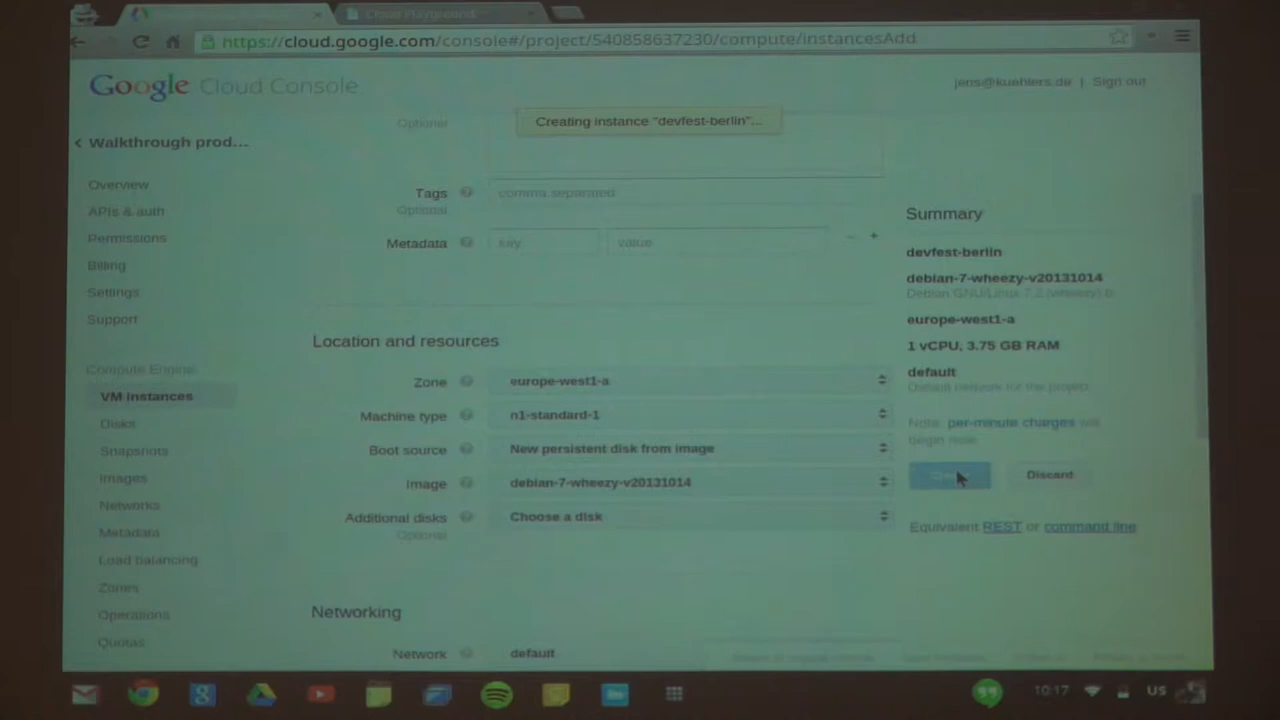 Cloud Playground
https://cloud.google.com/console#/project/540858637230/compute/instancesAdd
Google Cloud Console
jens@kuehlers.de | Sign out
Creating instance "devfest-berlin"...
Walkthrough prod...
Overview
APIs & auth
Permissions
Billing
Settings
Support
Compute Engine
VM instances
Disks
Snapshots
Images
Networks
Metadata
Load balancing
Zones
Operations
Quotas
Optional
Tags
Optional
comma separated
Metadata
key
value
Location and resources
Zone
europe-west1-a
Machine type
n1-standard-1
Boot source
New persistent disk from image
Image
debian-7-wheezy-v20131014
Additional disks
Optional
Choose a disk
Networking
Network
default
Summary
devfest-berlin
debian-7-wheezy-v20131014
Debian GNU/Linux 7.2 (wheezy) b
europe-west1-a
1 vCPU, 3.75 GB RAM
default
Default network for the project
Note: per-minute charges will
begin now.
Discard
Equivalent REST or command line
10:17
US